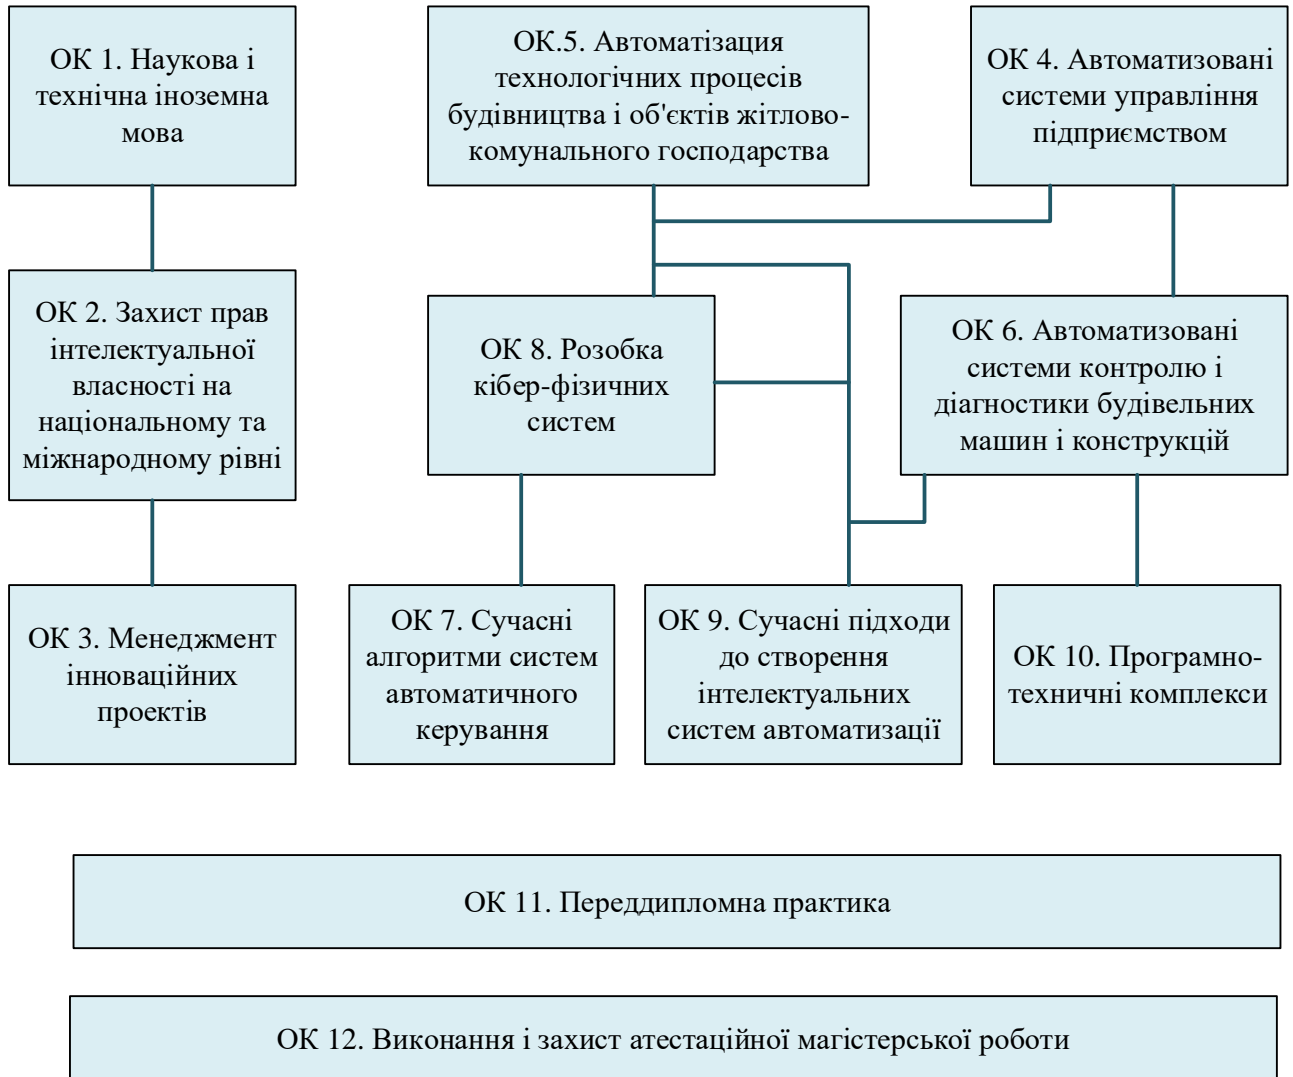 ОК 1. Наукова і
технічна іноземна
мова
ОК.5. Автоматізация
технологічних процесів
будівництва і об'єктів жітлово-
комунального господарства
ОК 4. Автоматизовані
системи управління
підприємством
ОК 2. Захист прав
інтелектуальної
власності на
національному та
міжнародному рівні
ОК 8. Розобка
кібер-фізичних
систем
ОК 6. Автоматизовані
системи контролю і
діагностики будівельних
машин і конструкцій
ОК 3. Менеджмент
інноваційних
проектів
ОК 7. Сучасні
алгоритми систем
автоматичного
керування
ОК 9. Сучасні підходи
до створення
інтелектуальних
систем автоматизації
ОК 10. Програмно-
техничні комплекси
ОК 11. Переддипломна практика
ОК 12. Виконання і захист атестаційної магістерської роботи